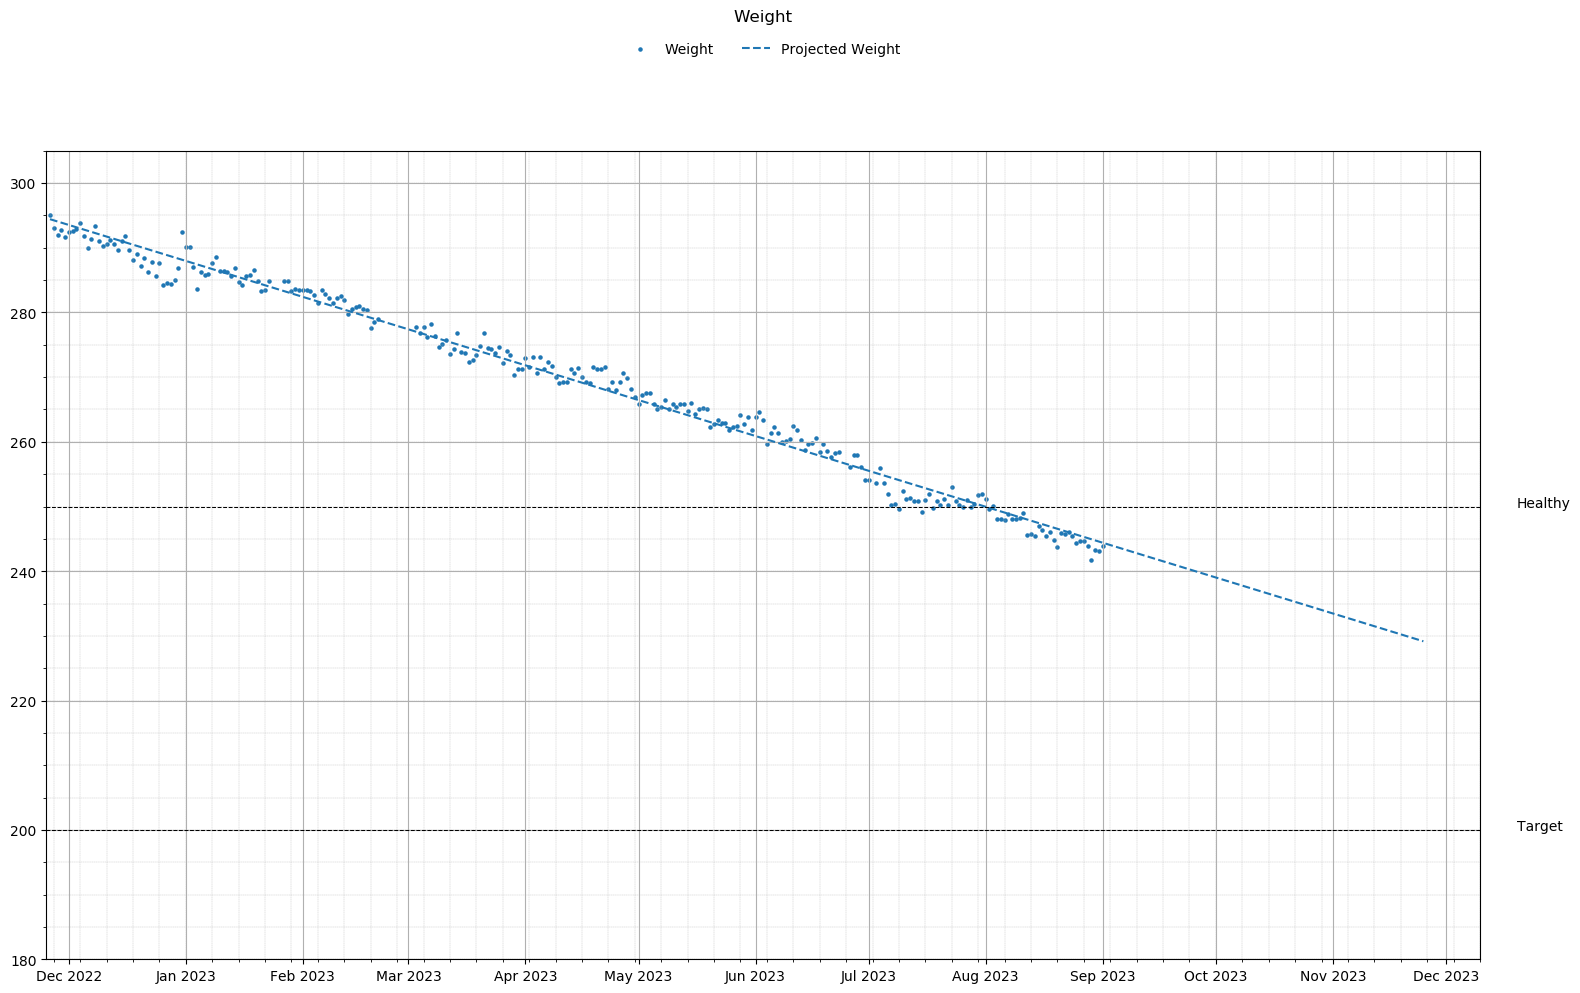 Weight
Weight
Projected Weight
300
280
260
Healthy
240
220
Target
200
180
Dec 2022
Jan 2023
Feb 2023
Mar 2023
Apr 2023
May 2023
Jun 2023
Jul 2023
Aug 2023
Sep 2023
Oct 2023
Nov 2023
Dec 2023